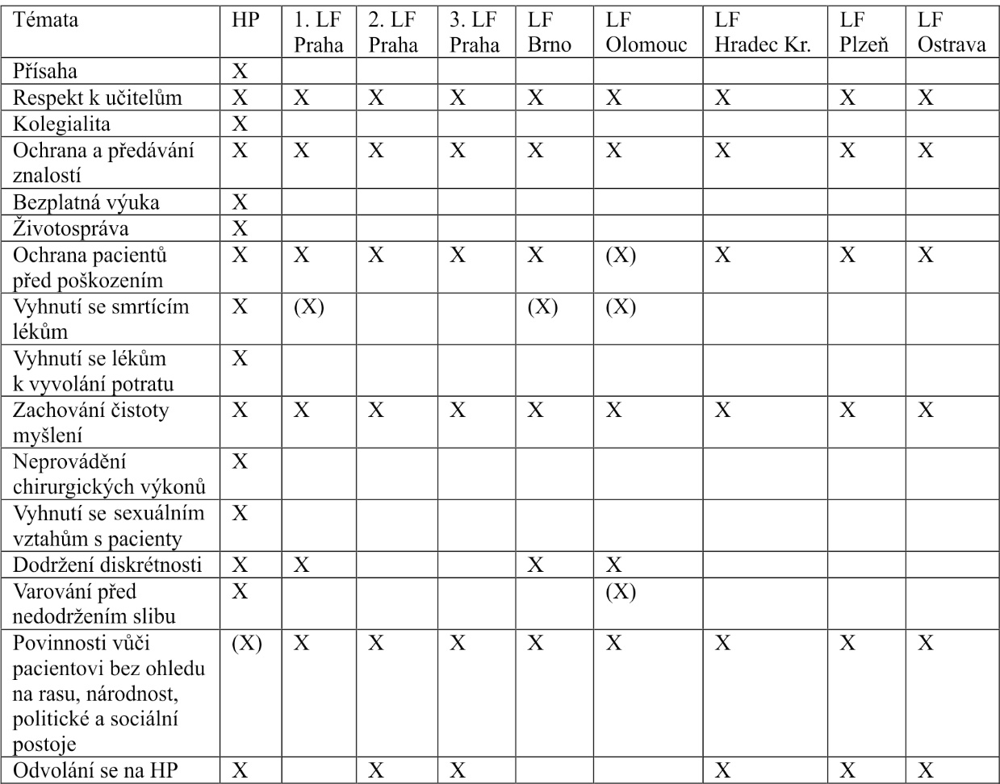 Témata HP 1. LF 2. LF 3. LF LF LF LF LF LF
Praha Praha Praha Brno Olomouc Hradec Kr. Plzeň Ostrava
Přísaha X
Respekt k učitelům X X X X X X X X X
Kolegialita X
Ochrana a předávání X X X X X X X X X
znalostí
Bezplatná výuka X
Životospráva X
Ochrana pacientů X X X X X (X) X X X
před poškozením
Vyhnutí se smrtícím X (X) (X) (X)
lékům
Vyhnutí se lékům X
k vyvolání potratu
Zachování čistoty X X X X X X X X X
myšlení
Neprovádění X
chirurgických výkonů
Vyhnutí se sexuálním X
vztahům s pacienty
Dodržení diskrétnosti X X X X
Varování před X (X)
nedodržením slibu
Povinnosti vůči (X) X X X X X X X X
pacientovi bez ohledu
na rasu, národnost,
politické a sociální
postoje
Odvolání se na HP X X X X X X